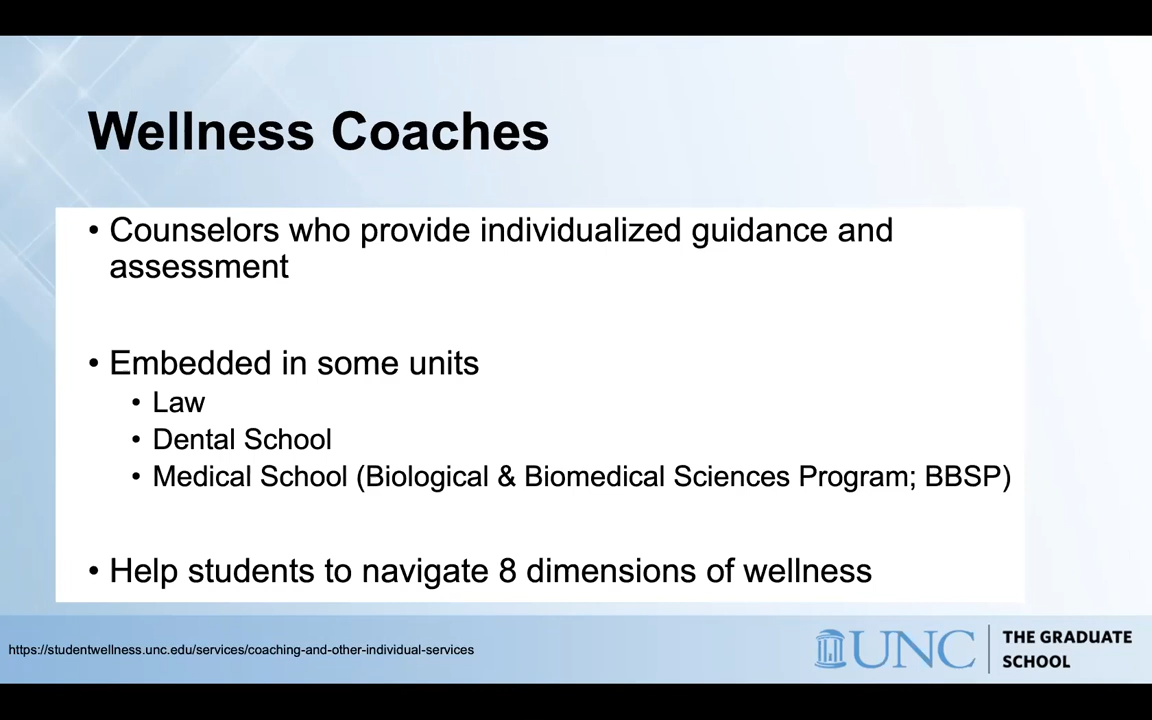 Wellness Coaches
• Counselors who provide individualized guidance and
assessment
• Embedded in some units
• Law
• Dental School
• Medical School (Biological & Biomedical Sciences Program; BBSP)
• Help students to navigate 8 dimensions of wellness
https://studentwellness.unc.edu/services/coaching-and-other-individual-services
UNC
THE GRADUATE
SCHOOL